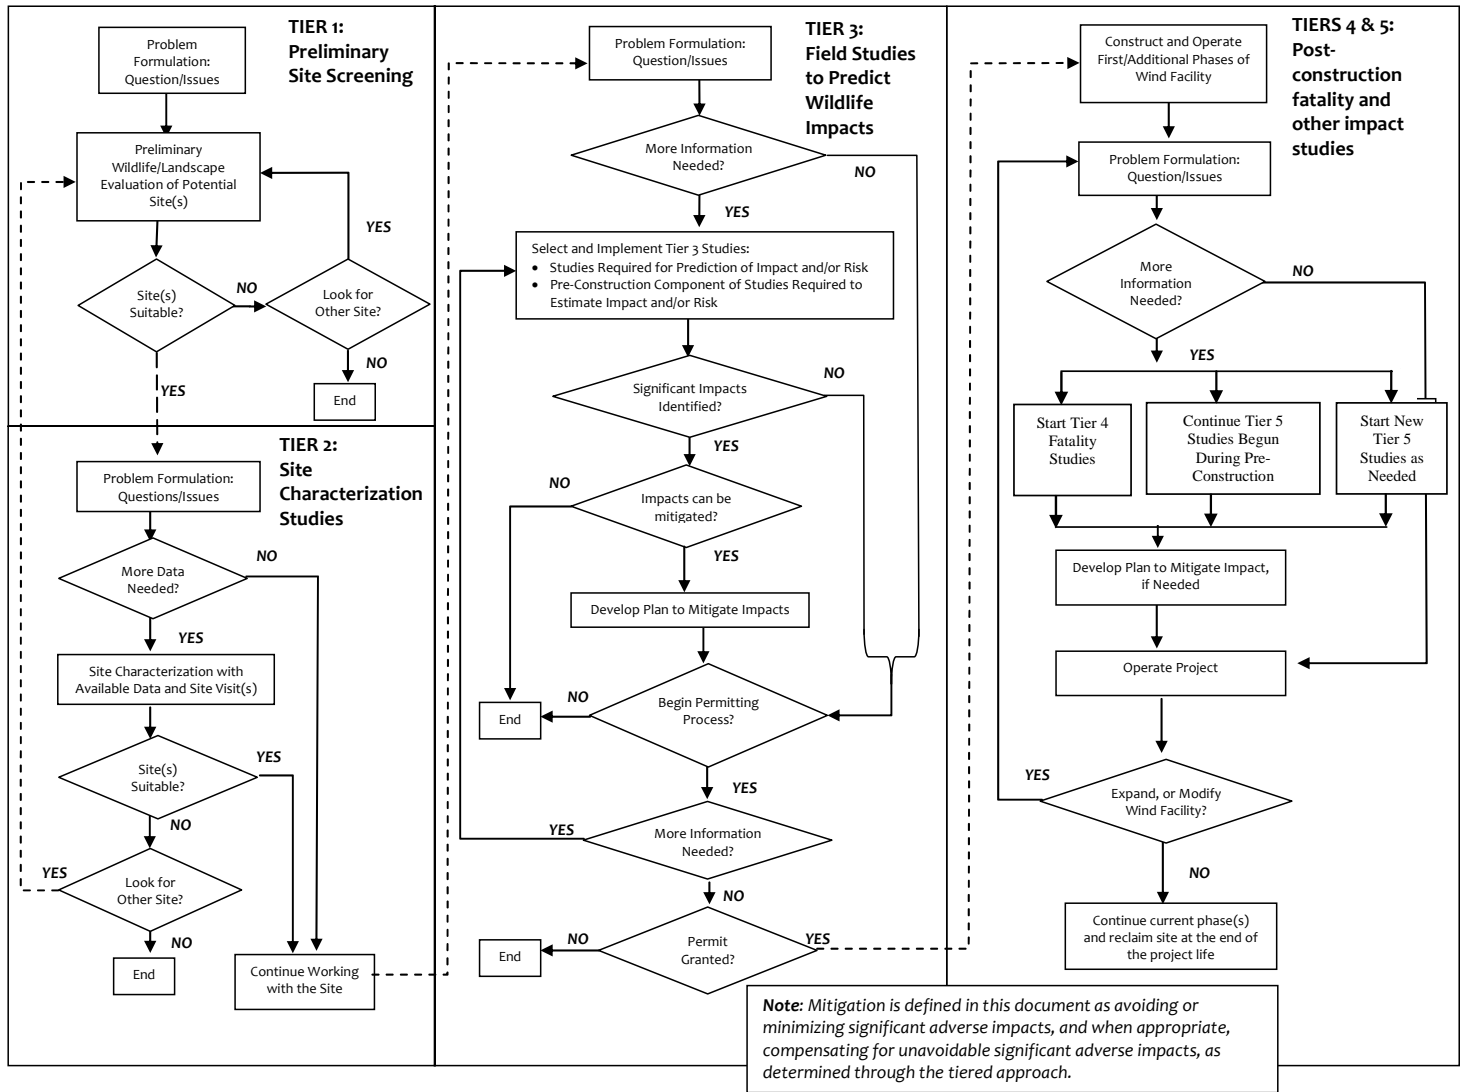 TIER 1:
Preliminary
Site Screening
Problem
Formulation:
Question/Issues
Preliminary
Wildlife/Landscape
Evaluation of Potential
Site(s)
YES
Site(s)
Suitable?
NO
Look for
Other Site?
NO
End
YES
TIER 2:
Site
Characterization
Studies
Problem Formulation:
Questions/Issues
NO
More Data
Needed?
YES
Site Characterization with
Available Data and Site Visit(s)
Site(s)
Suitable?
YES
NO
YES
Look for
Other Site?
NO
End
Continue Working
with the Site
TIER 3:
Field Studies
to Predict
Wildlife
Impacts
Problem Formulation:
Question/Issues
More Information
Needed?
NO
YES
Select and Implement Tier 3 Studies:
• Studies Required for Prediction of Impact and/or Risk
• Pre-Construction Component of Studies Required to
Estimate Impact and/or Risk
NO
Significant Impacts
Identified?
YES
NO
Impacts can be
mitigated?
YES
Develop Plan to Mitigate Impacts
NO
End
Begin Permitting
Process?
YES
YES
More Information
Needed?
NO
NO
End
Permit
Granted?
YES
TIERS 4 & 5:
Post-
construction
fatality and
other impact
studies
Construct and Operate
First/Additional Phases of
Wind Facility
Problem Formulation:
Question/Issues
More
Information
Needed?
NO
YES
Start Tier 4
Fatality
Studies
Continue Tier 5
Studies Begun
During Pre-
Construction
Start New
Tier 5
Studies as
Needed
Develop Plan to Mitigate Impact,
if Needed
Operate Project
YES
Expand, or Modify
Wind Facility?
NO
Continue current phase(s)
and reclaim site at the end of
the project life
Note: Mitigation is defined in this document as avoiding or
minimizing significant adverse impacts, and when appropriate,
compensating for unavoidable significant adverse impacts, as
determined through the tiered approach.